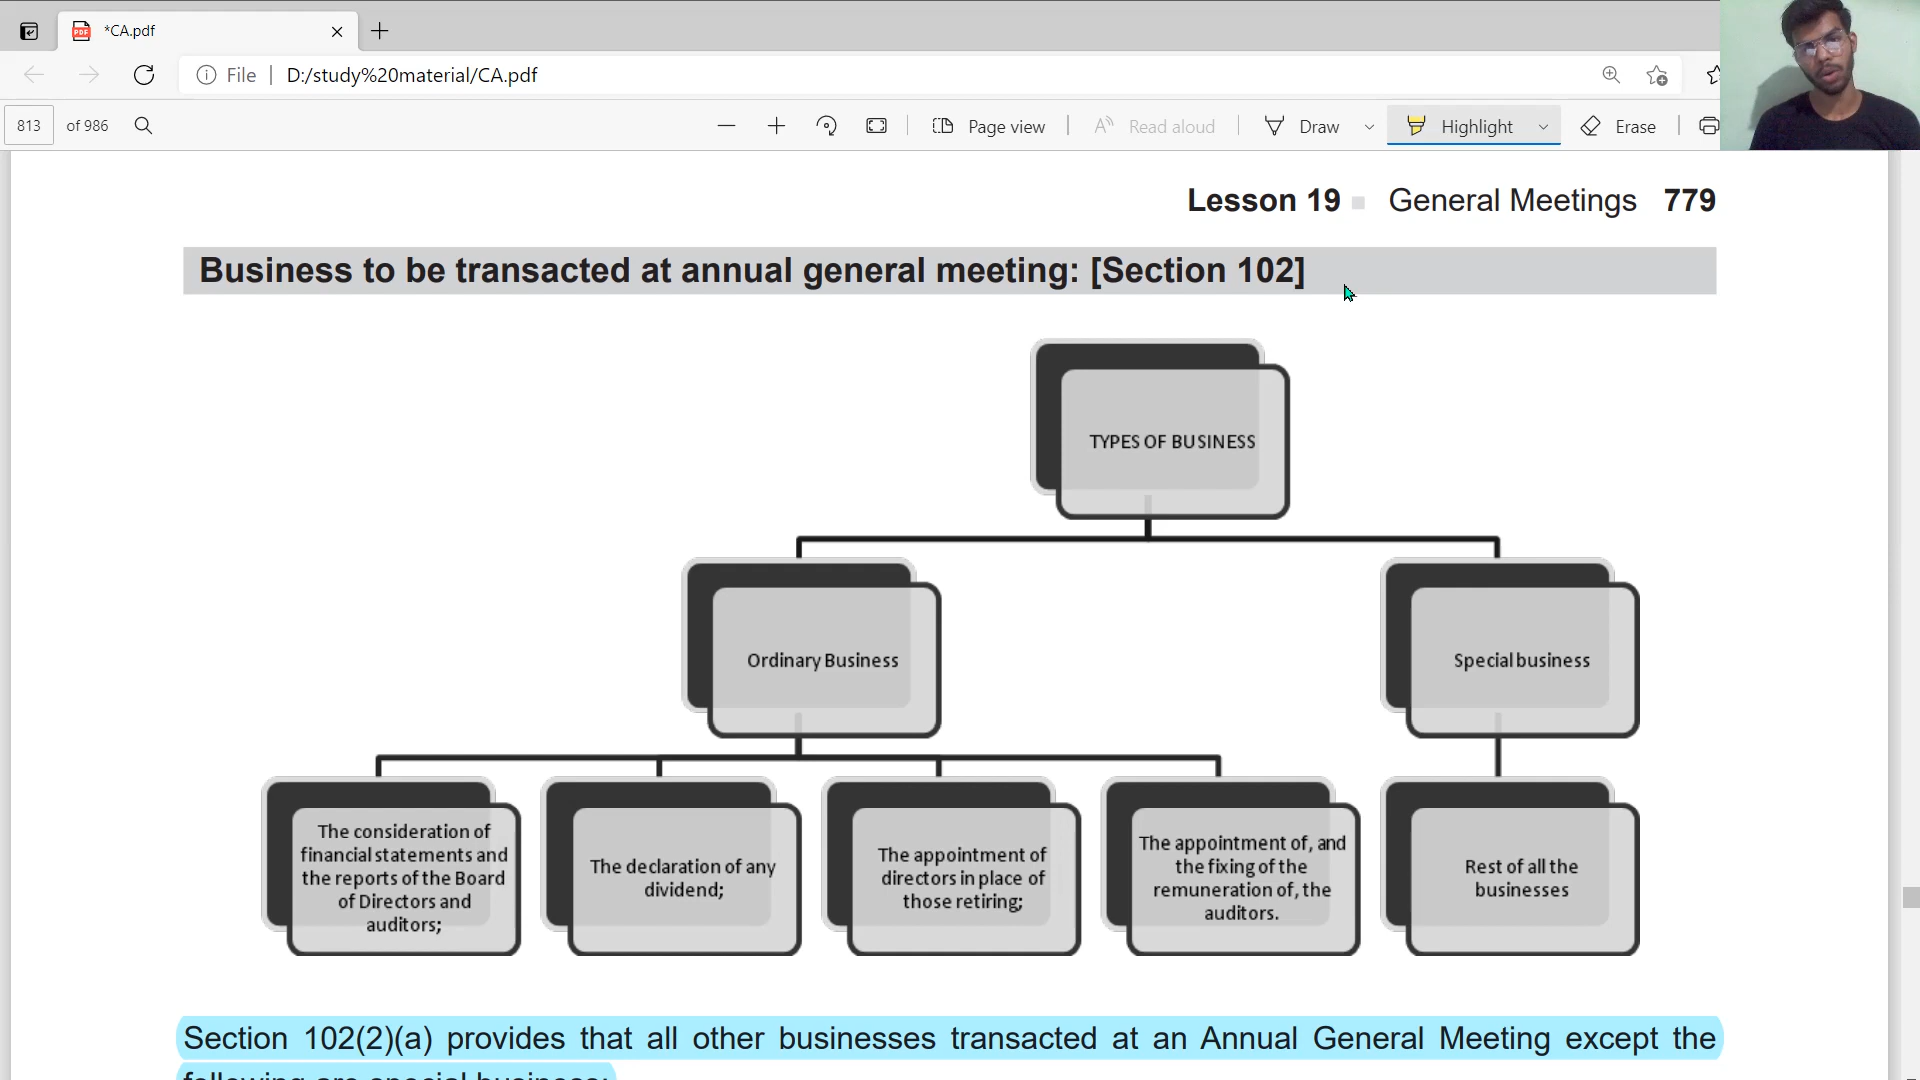 *CA.pdf
File
D:/study%20material/CA.pdf
813 of 986
Page view
Read aloud
Draw
Highlight
Erase
Lesson 19 General Meetings 779
Business to be transacted at annual general meeting: [Section 102]
TYPES OF BUSINESS
Ordinary Business
Special business
The consideration of
financial statements and
the reports of the Board
of Directors and
auditors;
The declaration of any
dividend;
The appointment of
directors in place of
those retiring;
The appointment of, and
the fixing of the
remuneration of, the
auditors.
Rest of all the
businesses
Section 102(2)(a) provides that all other businesses transacted at an Annual General Meeting except the
following are special business: